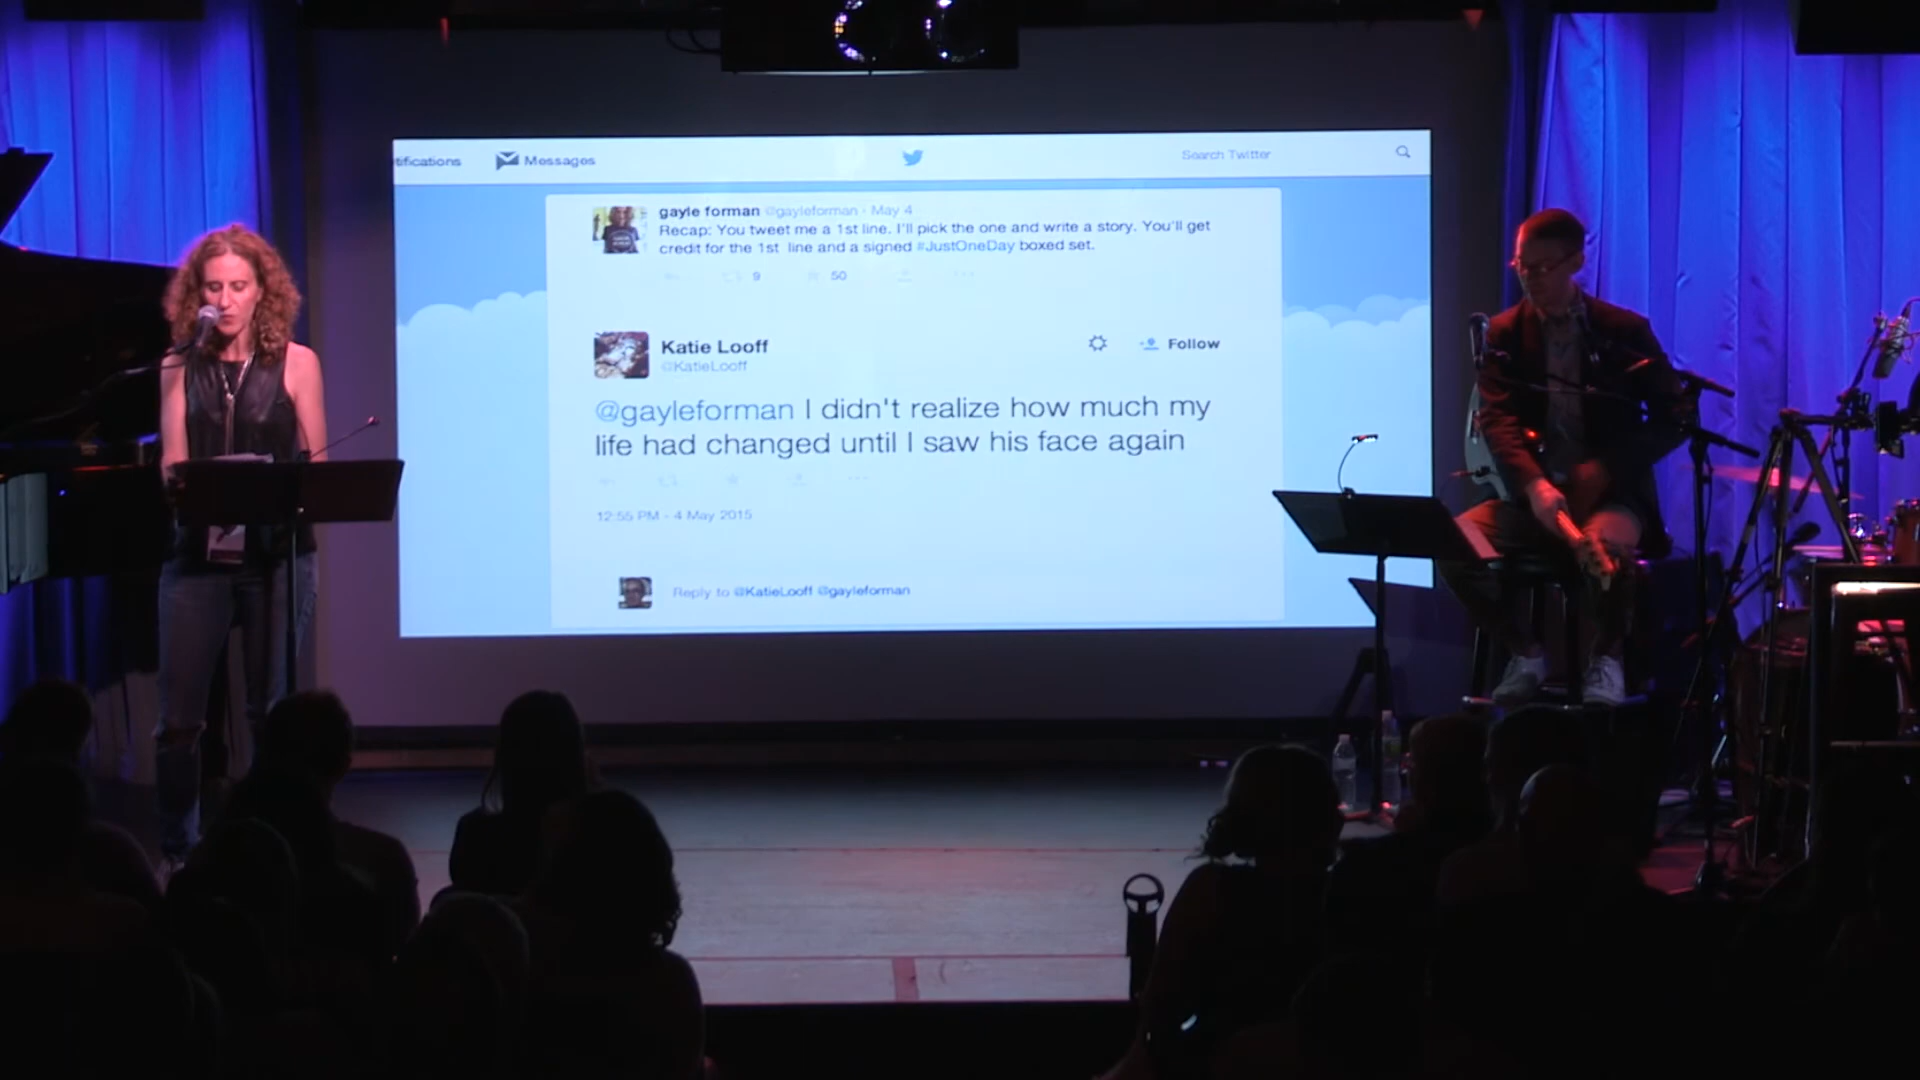 tifications
Messages
Search Twitter
gayle forman @gayleforman · May 4
Recap: You tweet me a 1st line. I'll pick the one and write a story. You'll get
credit for the 1st line and a signed #JustOneDay boxed set.
9
50
Katie Looff
@KatieLooff
Follow
@gayleforman I didn't realize how much my
life had changed until I saw his face again
12:55 PM - 4 May 2015
Reply to @KatieLooff @gayleforman